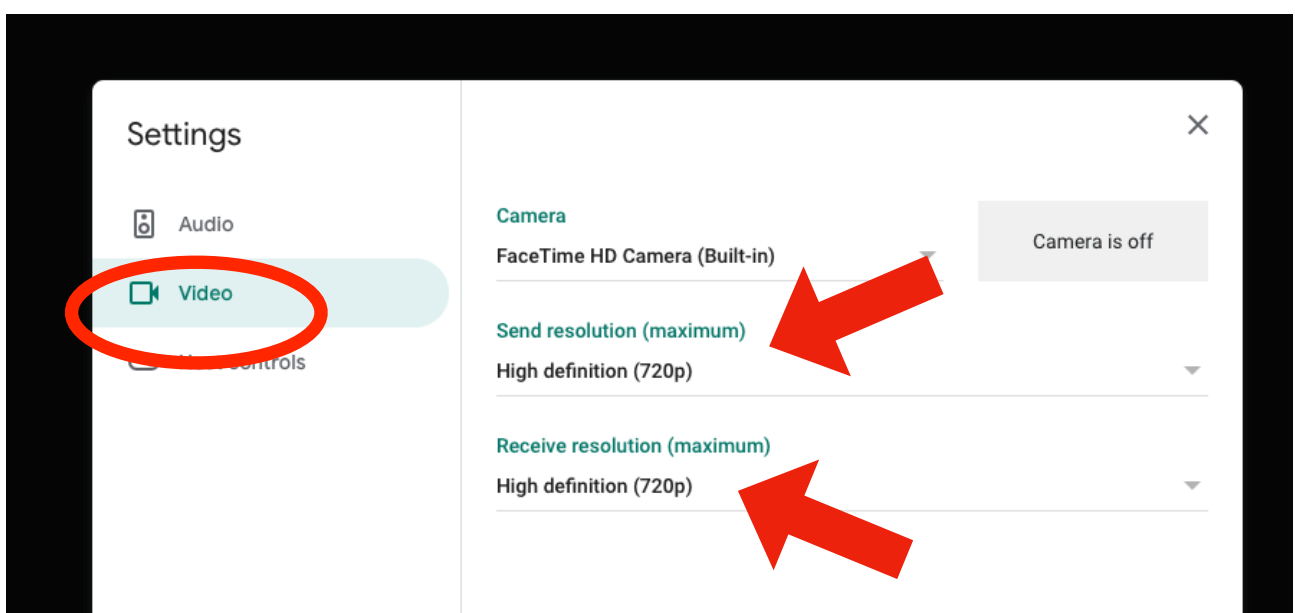 Settings
Audio
Video
controls
Camera
FaceTime HD Camera (Built-in)
Camera is off
Send resolution (maximum)
High definition (720p)
Receive resolution (maximum)
High definition (720p)